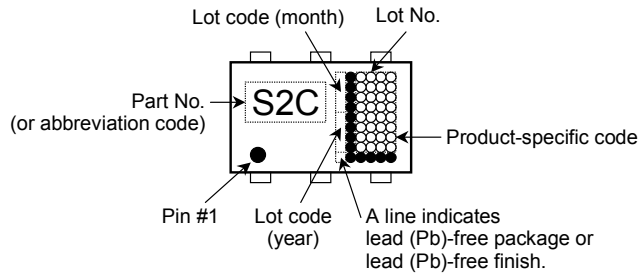 Lot code (month)
Lot No.
Part No.
(or abbreviation code)
S2C
Product-specific code
Pin #1
Lot code
(year)
A line indicates
lead (Pb)-free package or
lead (Pb)-free finish.